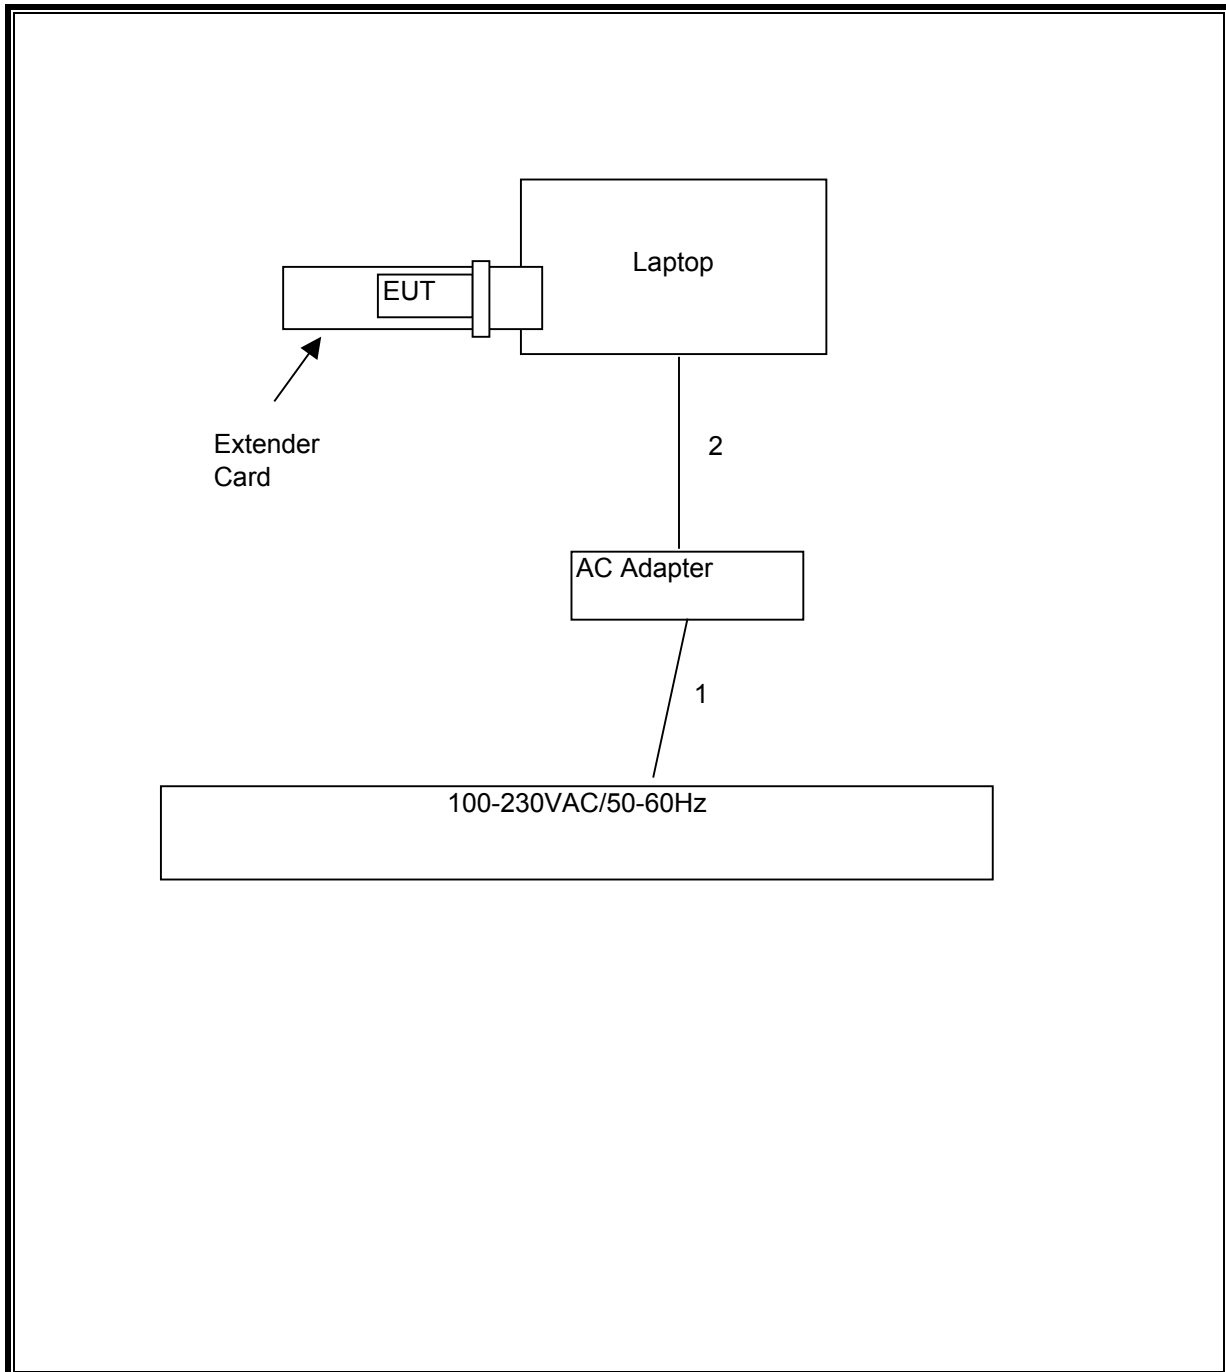 Laptop
EUT
Extender
Card
2
AC Adapter
1
100-230VAC/50-60Hz